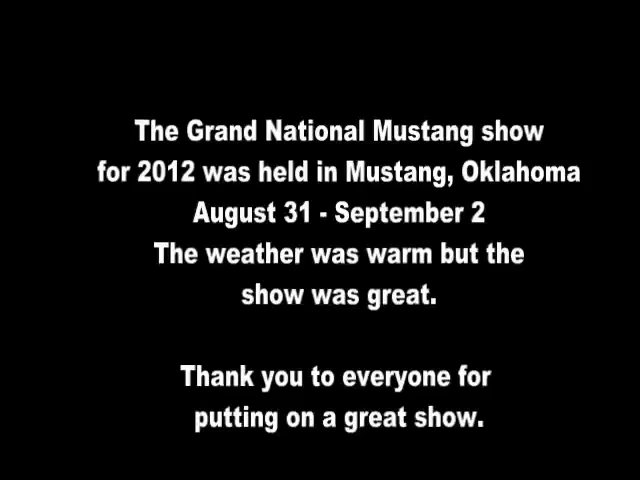 The Grand National Mustang show
for 2012 was held in Mustang, Oklahoma
August 31 - September 2
The weather was warm but the
show was great.
Thank you to everyone for
putting on a great show.